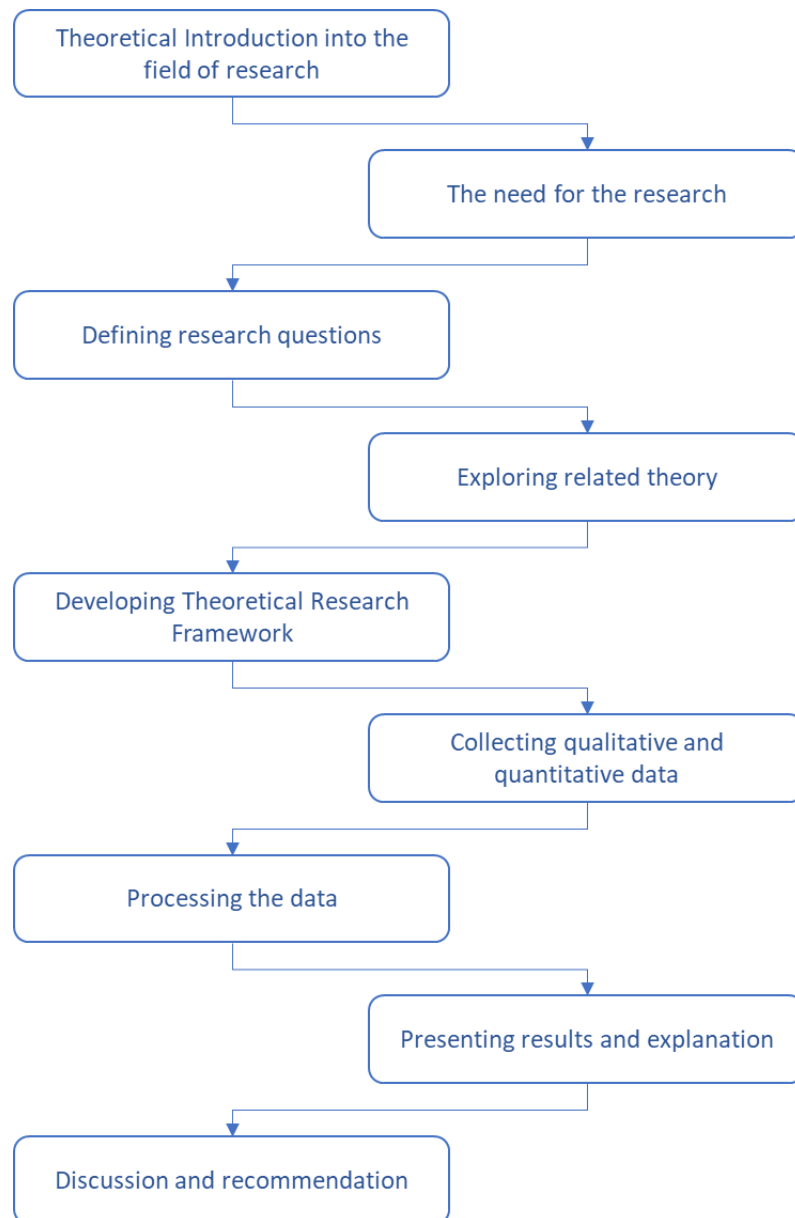 Theoretical Introduction into the
field of research
The need for the research
Defining research questions
Exploring related theory
Developing Theoretical Research
Framework
Collecting qualitative and
quantitative data
Processing the data
Presenting results and explanation
Discussion and recommendation